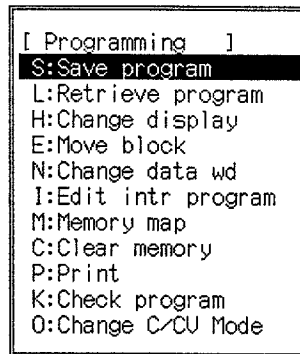 [ Programming ]
S:Save program
L:Retrieve program
H:Change display
E:Move block
N:Change data wd
I:Edit intr program
M:Memory map
C:Clear memory
P:Print
K:Check program
O:Change C/CV Mode